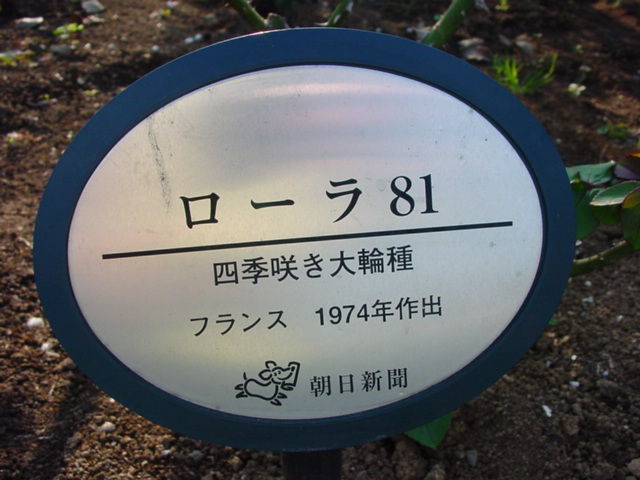 ローラ 81
四季咲き大輪種
フランス 1974年作出
朝日新聞